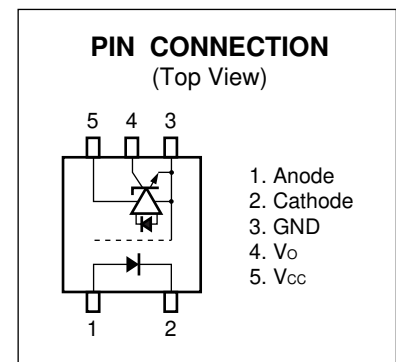 PIN CONNECTION
(Top View)
5 4 3
1. Anode
2. Cathode
3. GND
4. Vo
5. Vcc
1 2